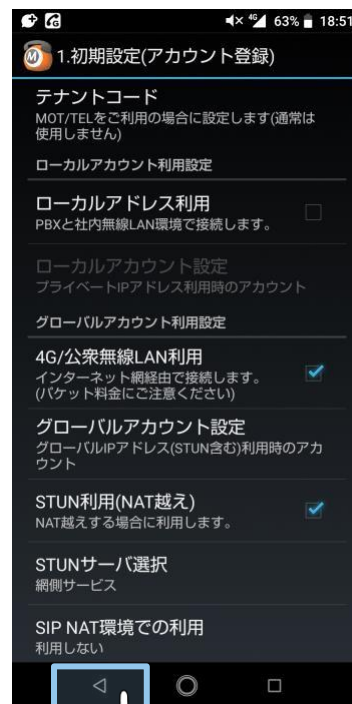 63% 18:51
1.初期設定(アカウント登録)
テナントコード
MOT/TELをご利用の場合に設定します(通常は
使用しません)
ローカルアカウント利用設定
ローカルアドレス利用
PBXと社内無線LAN環境で接続します。
ローカルアカウント設定
プライベートIPアドレス利用時のアカウント
グローバルアカウント利用設定
4G/公衆無線LAN利用
インターネット網経由で接続します。
(パケット料金にご注意ください)
グローバルアカウント設定
グローバルIPアドレス(STUN含む)利用時のアカ
ウント
STUN利用(NAT越え)
NAT越えする場合に利用します。
STUNサーバ選択
網側サービス
SIP NAT環境での利用
利用しない